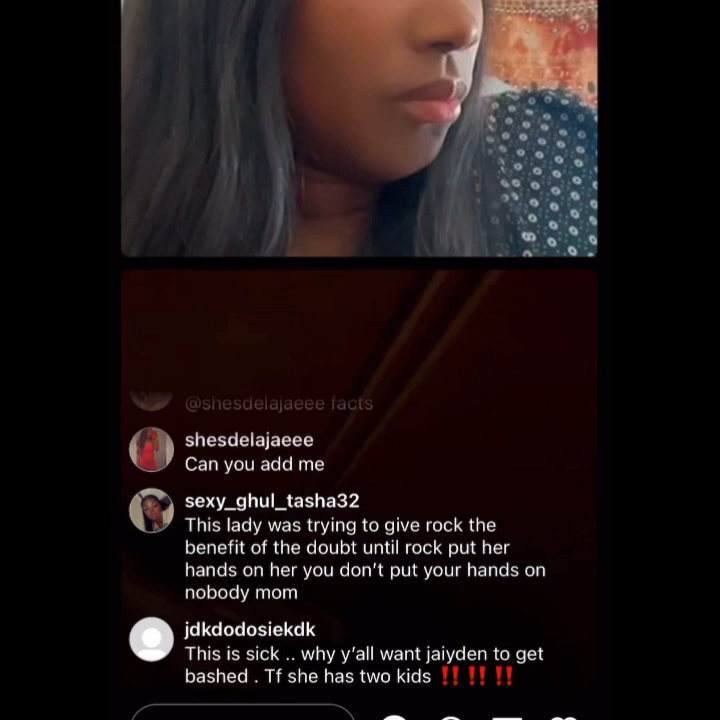 @shesdelajaeee facts
shesdelajaeee
Can you add me
sexy_ghul_tasha32
This lady was trying to give rock the
benefit of the doubt until rock put her
hands on her you don’t put your hands on
nobody mom
jdkdodosiekdk
This is sick .. why y’all want jaiyden to get
bashed . Tf she has two kids ‼️‼️‼️